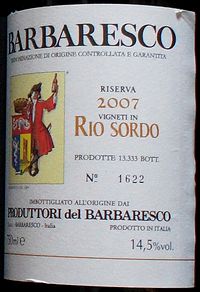 BARBARESCO
DENOMINAZIONE DI ORIGINE CONTROLLATA E GARANTITA
RISERVA
2007
VIGNETI IN
RIO SORDO
PRODOTTE 13.333 BOTT.
Nº 1622
IMBOTTIGLIATO ALL'ORIGINE DAI
PRODUTTORI del BARBARESCO
BARBARESCO - Italia
PRODOTTO IN ITALIA
750ml e
14,5%vol.